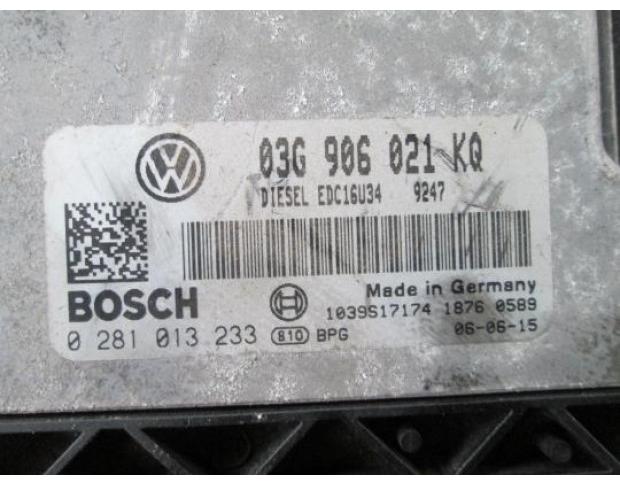 03G 906 021 KQ
DIESEL EDC16U34 9247
BOSCH
Made in Germany
1039S17174 1876 0589
0 281 013 233 810 BPG 06-06-15